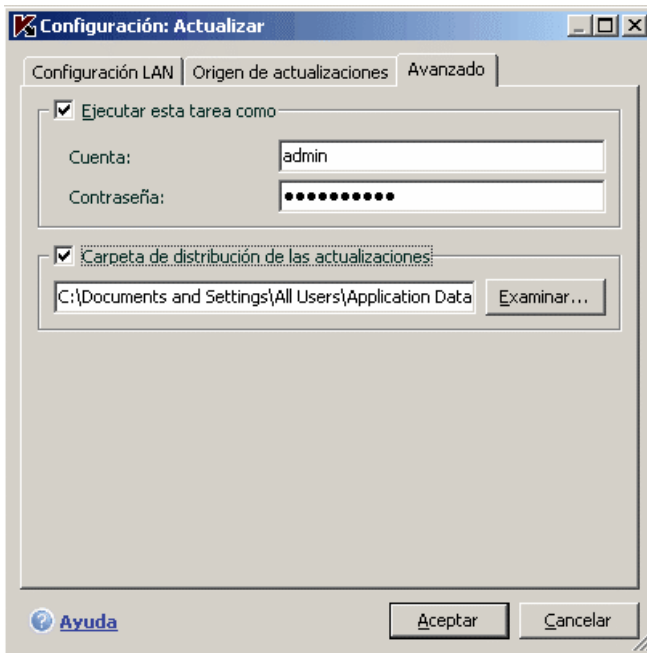 Configuración: Actualizar
Configuración LAN Origen de actualizaciones Avanzado
Ejecutar esta tarea como
Cuenta: admin
Contraseña: ●●●●●●●●●●
Carpeta de distribución de las actualizaciones
C:\Documents and Settings\All Users\Application Data Examinar...
Ayuda Aceptar Cancelar